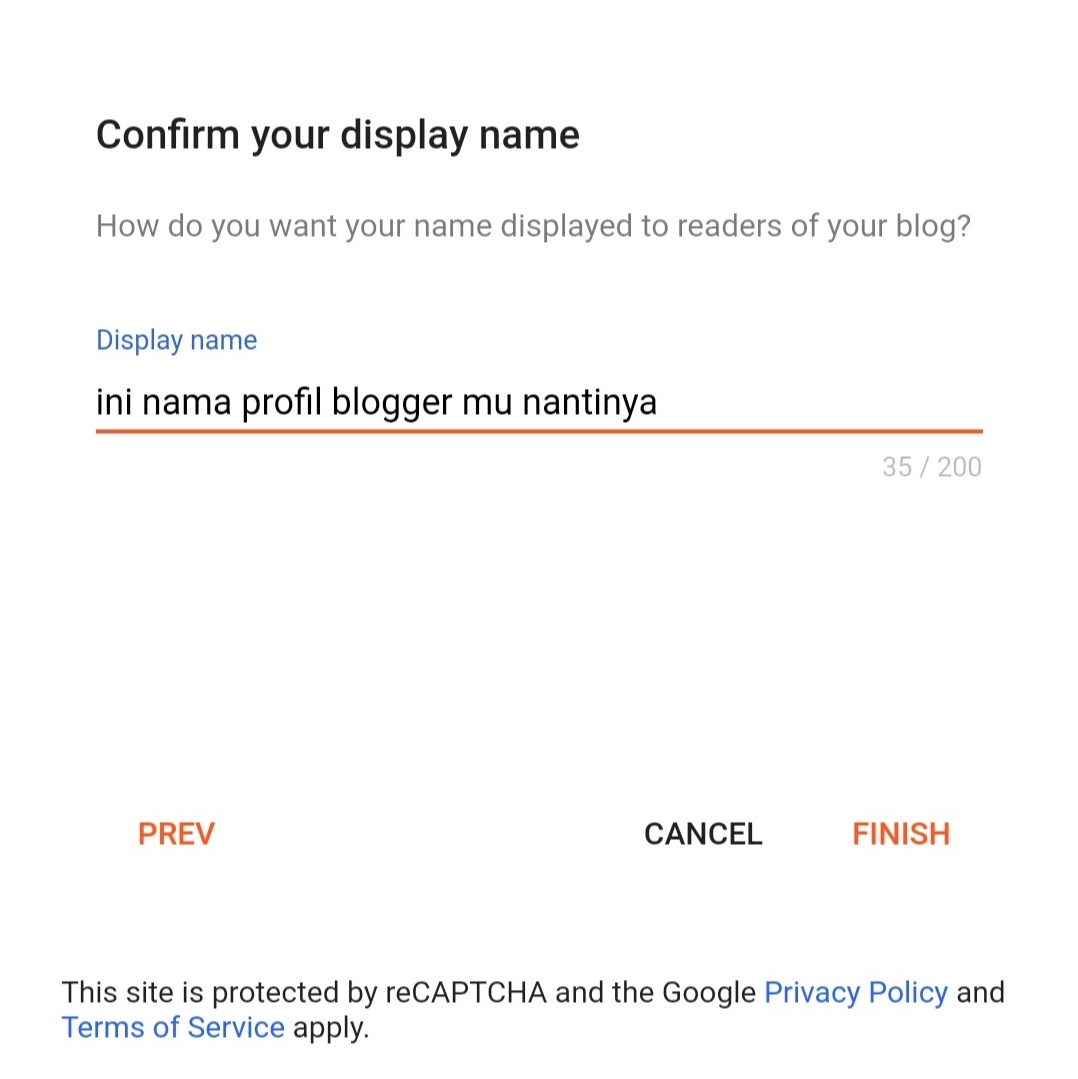 Confirm your display name
How do you want your name displayed to readers of your blog?
Display name
ini nama profil blogger mu nantinya
35 / 200
PREV CANCEL FINISH
This site is protected by reCAPTCHA and the Google Privacy Policy and
Terms of Service apply.